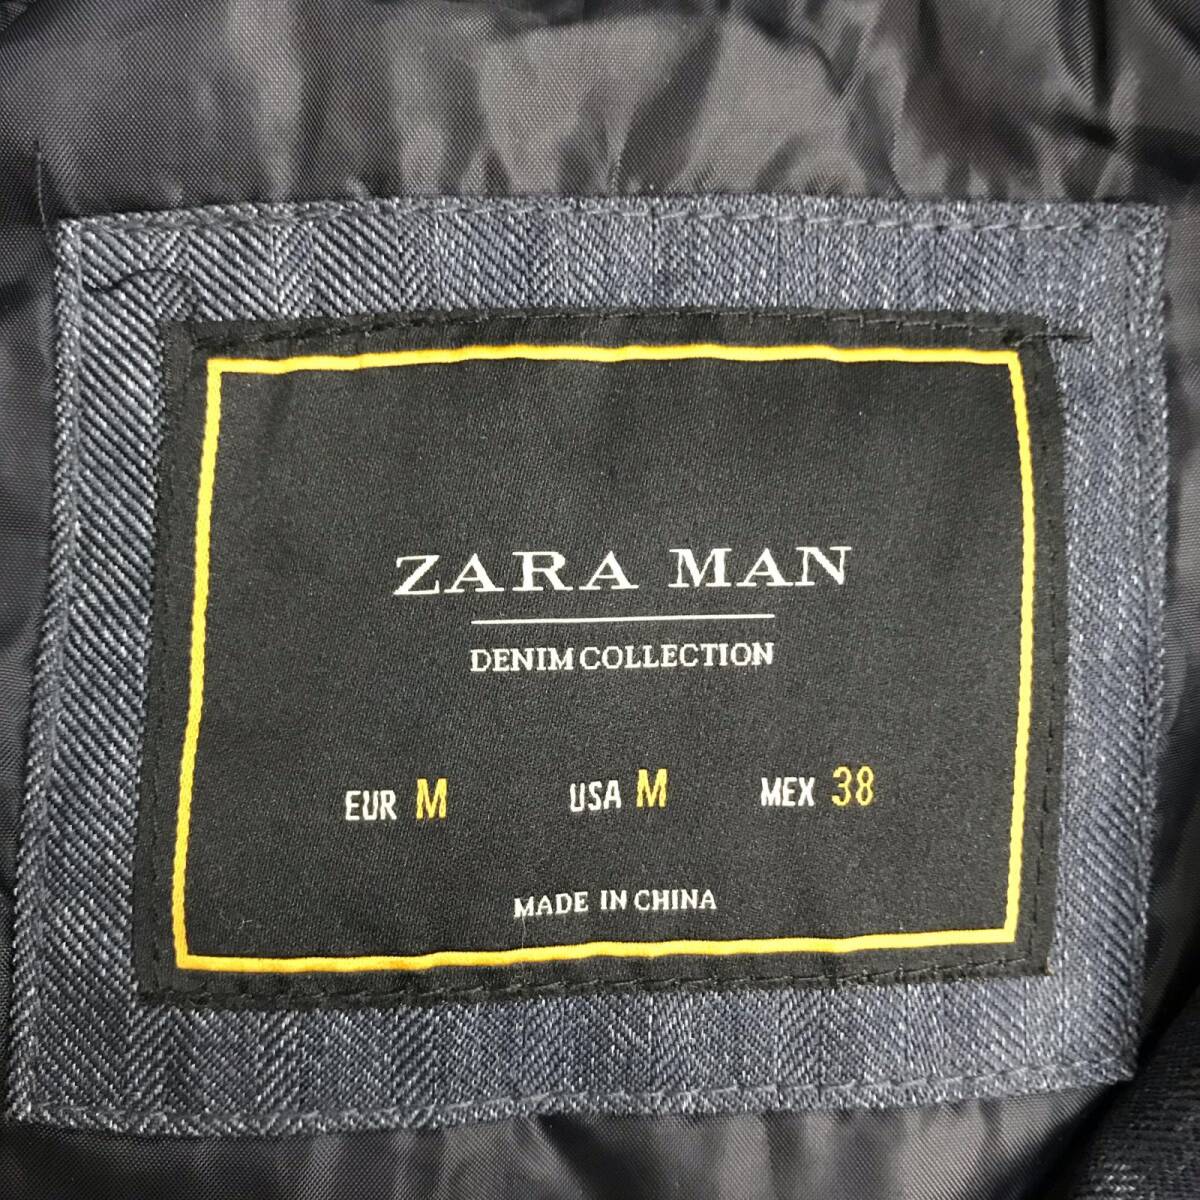 ZARA MAN
DENIM COLLECTION
EUR M USA M MEX 38
MADE IN CHINA